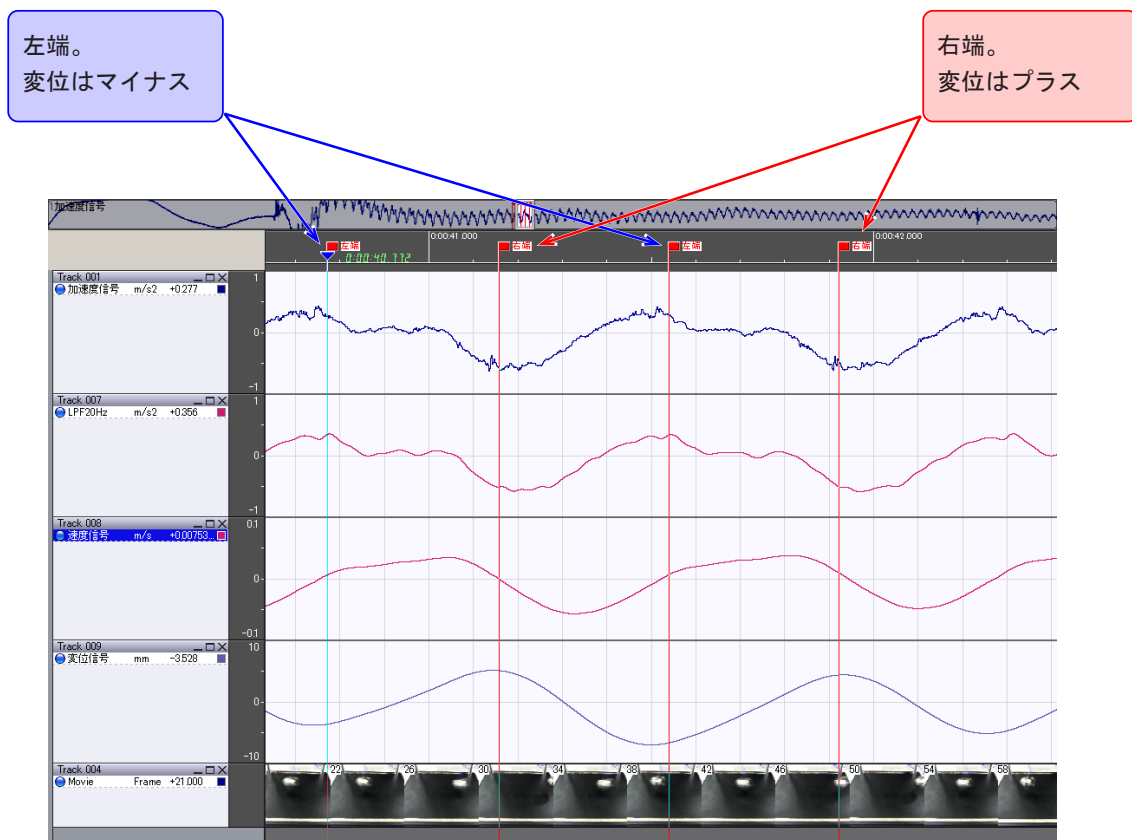 左端。
変位はマイナス
右端。
変位はプラス
加速度信号
0:00:41.000
0:00:42.000
左端
右端
左端
右端
0:00:40.772
Track 001
加速度信号 m/s2 +0.277
1
0
-1
Track 007
LPF20Hz m/s2 +0.356
1
0
-1
Track 008
速度信号 m/s +0.00753...
0.1
0
-0.1
Track 009
変位信号 mm -3.528
10
0
-10
Track 004
Movie Frame +21.000
22 26 30 34 38 42 46 50 54 58